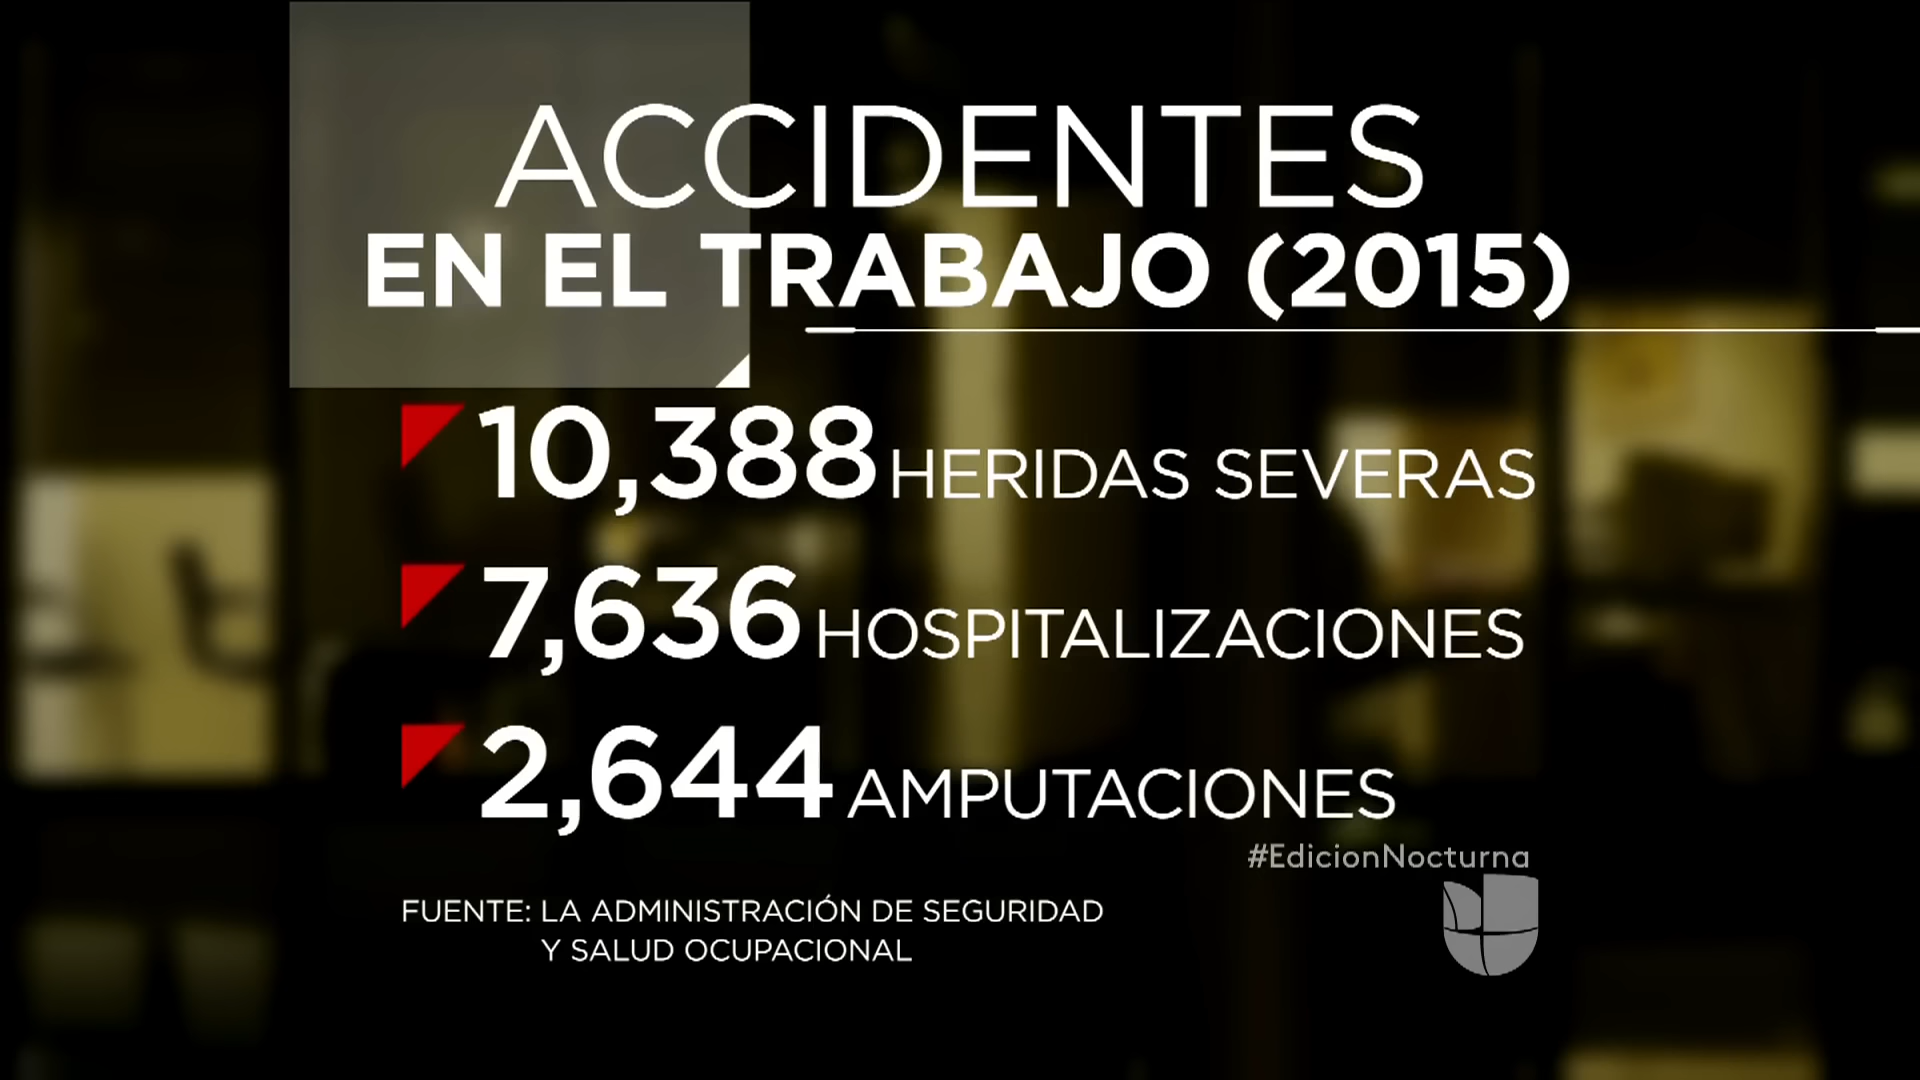 ACCIDENTES
EN EL TRABAJO (2015)
10,388 HERIDAS SEVERAS
7,636 HOSPITALIZACIONES
2,644 AMPUTACIONES
#EdicionNocturna
FUENTE: LA ADMINISTRACIÓN DE SEGURIDAD
Y SALUD OCUPACIONAL